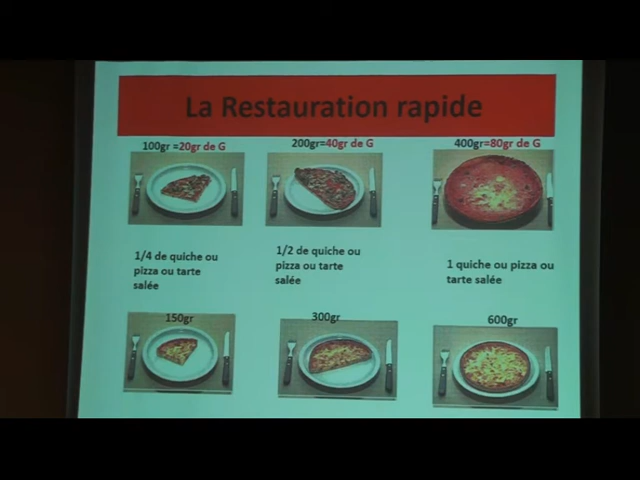 La Restauration rapide
100gr =20gr de G
200gr=40gr de G
400gr=80gr de G
1/4 de quiche ou
pizza ou tarte
salée
1/2 de quiche ou
pizza ou tarte
salée
1 quiche ou pizza ou
tarte salée
150gr
300gr
600gr